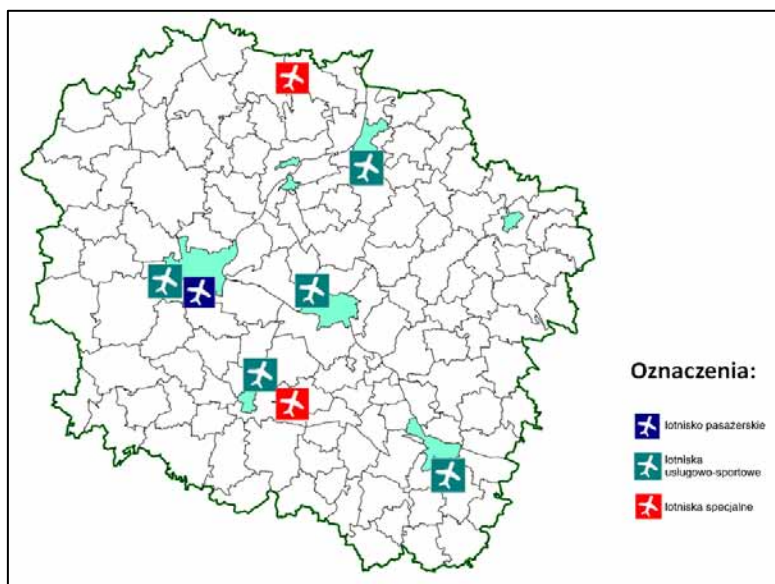 Oznaczenia:
lotnisko pasażerskie
lotniska
usługowo-sportowe
lotniska specjalne